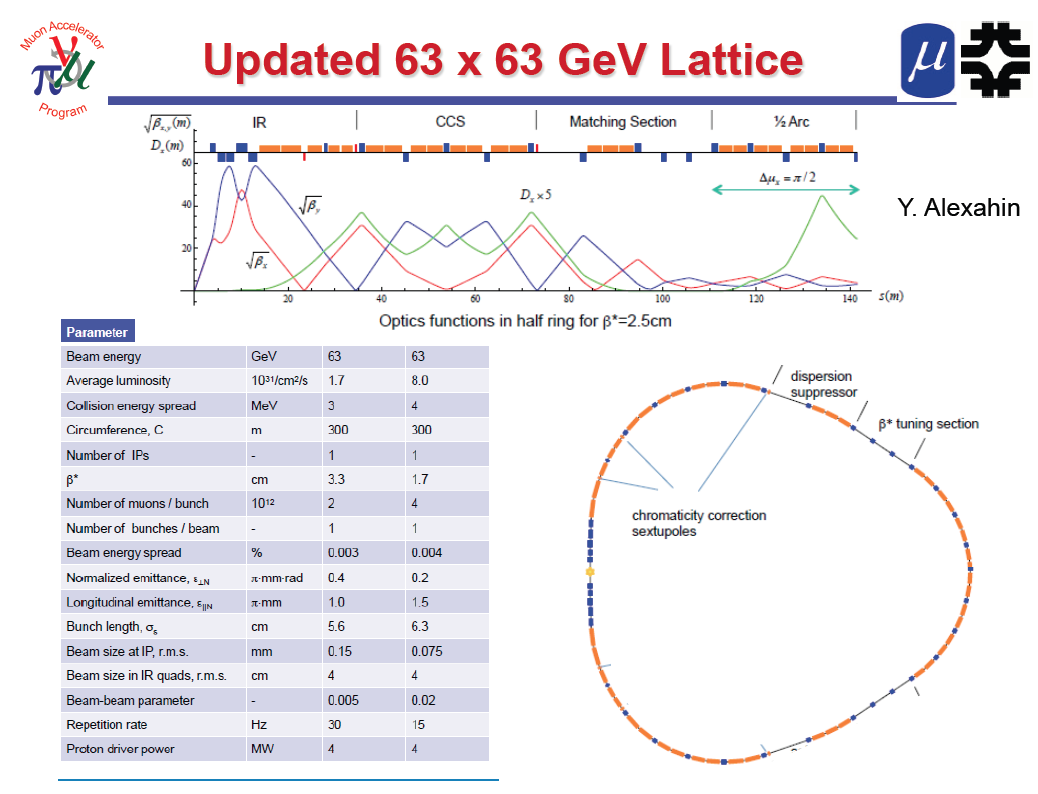 Muon Accelerator
Program
Updated 63 x 63 GeV Lattice
μ
√βx,y(m)
Dx(m)
IR
CCS
Matching Section
½ Arc
60
40
20
√βy
√βx
Dx×5
Δμx = π/2
20
40
60
80
100
120
140
s(m)
Y. Alexahin
Optics functions in half ring for β*=2.5cm
Parameter
Beam energy GeV 63 63
Average luminosity 10³¹/cm²/s 1.7 8.0
Collision energy spread MeV 3 4
Circumference, C m 300 300
Number of IPs - 1 1
β* cm 3.3 1.7
Number of muons / bunch 10¹² 2 4
Number of bunches / beam - 1 1
Beam energy spread % 0.003 0.004
Normalized emittance, ε⊥N π·mm·rad 0.4 0.2
Longitudinal emittance, ε||N π·mm 1.0 1.5
Bunch length, σs cm 5.6 6.3
Beam size at IP, r.m.s. mm 0.15 0.075
Beam size in IR quads, r.m.s. cm 4 4
Beam-beam parameter - 0.005 0.02
Repetition rate Hz 30 15
Proton driver power MW 4 4
dispersion
suppressor
β* tuning section
chromaticity correction
sextupoles